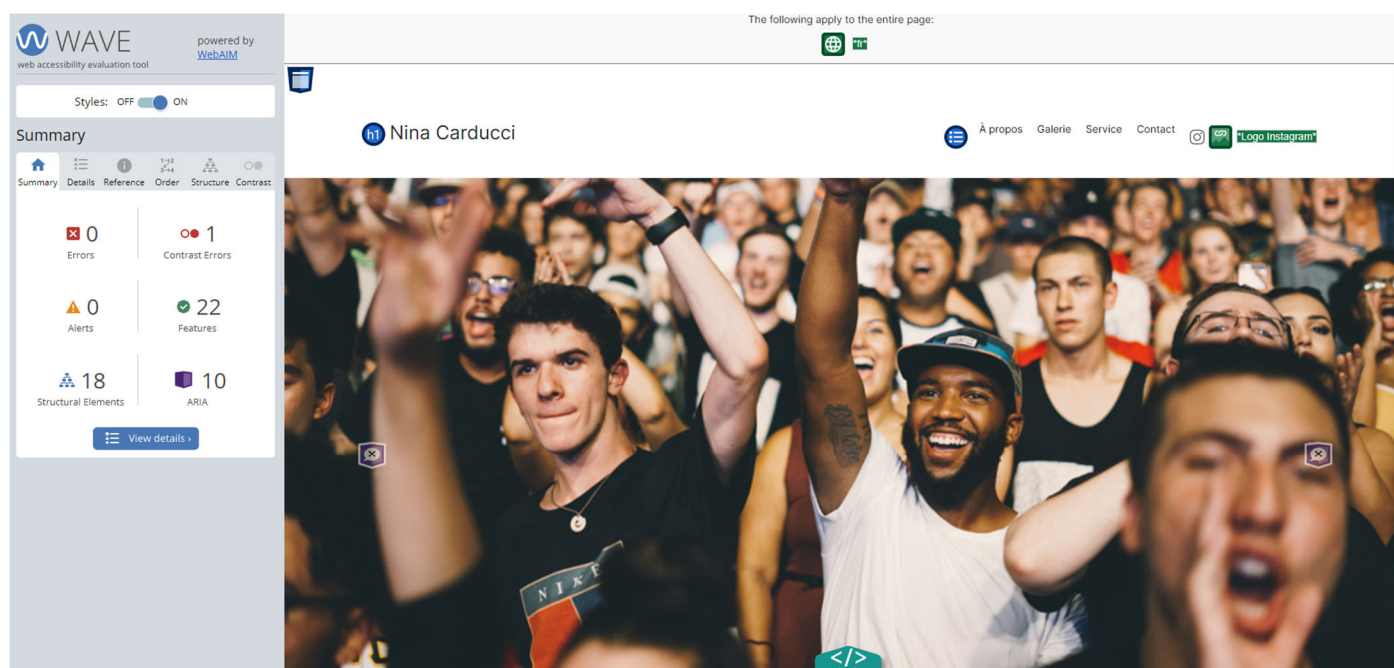 WAVE
powered by
WebAIM
web accessibility evaluation tool
Styles: OFF ON
Summary
Summary Details Reference Order Structure Contrast
0
Errors
1
Contrast Errors
0
Alerts
22
Features
18
Structural Elements
10
ARIA
View details ›
The following apply to the entire page:
*fr*
h1 Nina Carducci
À propos Galerie Service Contact *Logo Instagram*
NIKE
</>